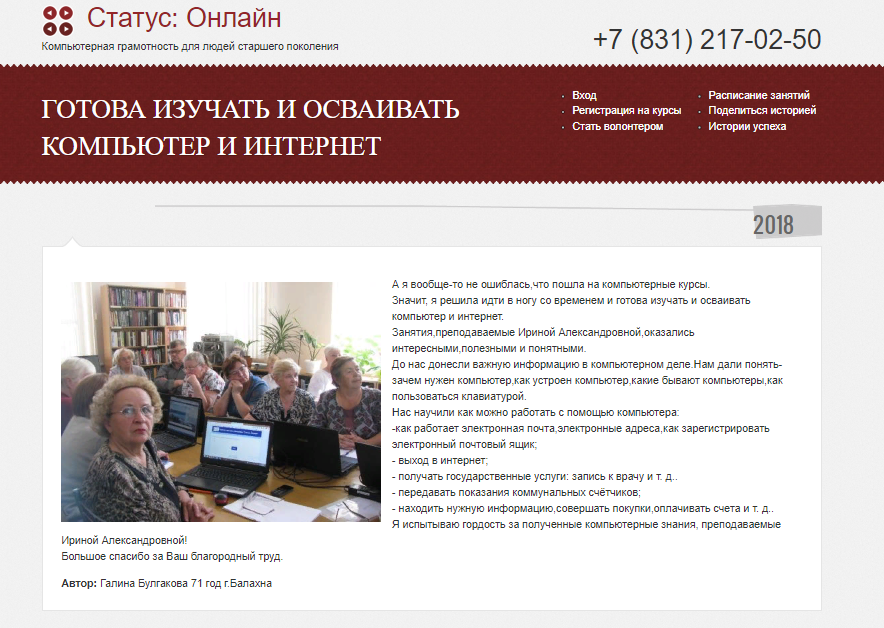 Статус: Онлайн
Компьютерная грамотность для людей старшего поколения
+7 (831) 217-02-50
ГОТОВА ИЗУЧАТЬ И ОСВАИВАТЬ
КОМПЬЮТЕР И ИНТЕРНЕТ
Вход
Регистрация на курсы
Стать волонтером
Расписание занятий
Поделиться историей
Истории успеха
2018
А я вообще-то не ошиблась,что пошла на компьютерные курсы.
Значит, я решила идти в ногу со временем и готова изучать и осваивать
компьютер и интернет.
Занятия,преподаваемые Ириной Александровной,оказались
интересными,полезными и понятными.
До нас донесли важную информацию в компьютерном деле.Нам дали понять-
зачем нужен компьютер,как устроен компьютер,какие бывают компьютеры,как
пользоваться клавиатурой.
Нас научили как можно работать с помощью компьютера:
-как работает электронная почта,электронные адреса,как зарегистрировать
электронный почтовый ящик;
- выход в интернет;
- получать государственные услуги: запись к врачу и т. д..
- передавать показания коммунальных счётчиков;
- находить нужную информацию,совершать покупки,оплачивать счета и т. д..
Я испытываю гордость за полученные компьютерные знания, преподаваемые
Ириной Александровной!
Большое спасибо за Ваш благородный труд.
Автор: Галина Булгакова 71 год г.Балахна